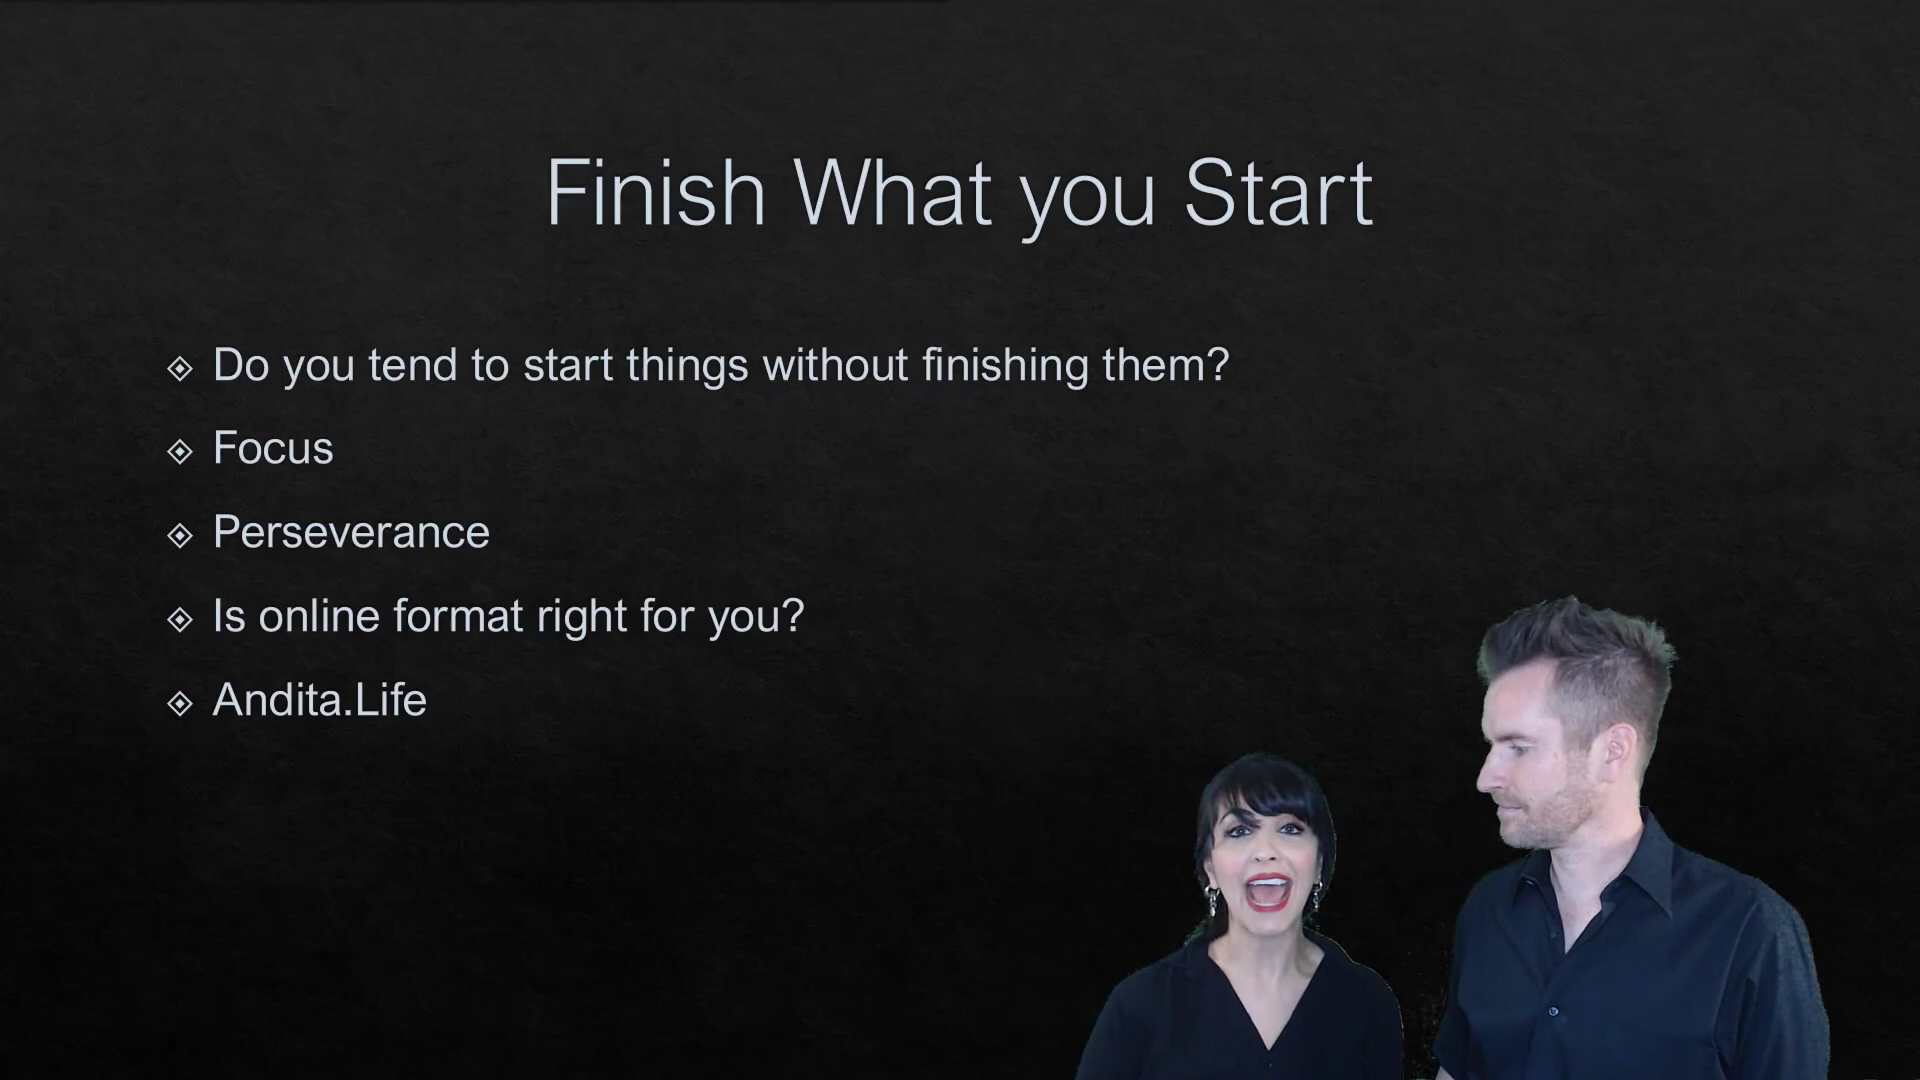 Finish What you Start
Do you tend to start things without finishing them?
Focus
Perseverance
Is online format right for you?
Andita.Life